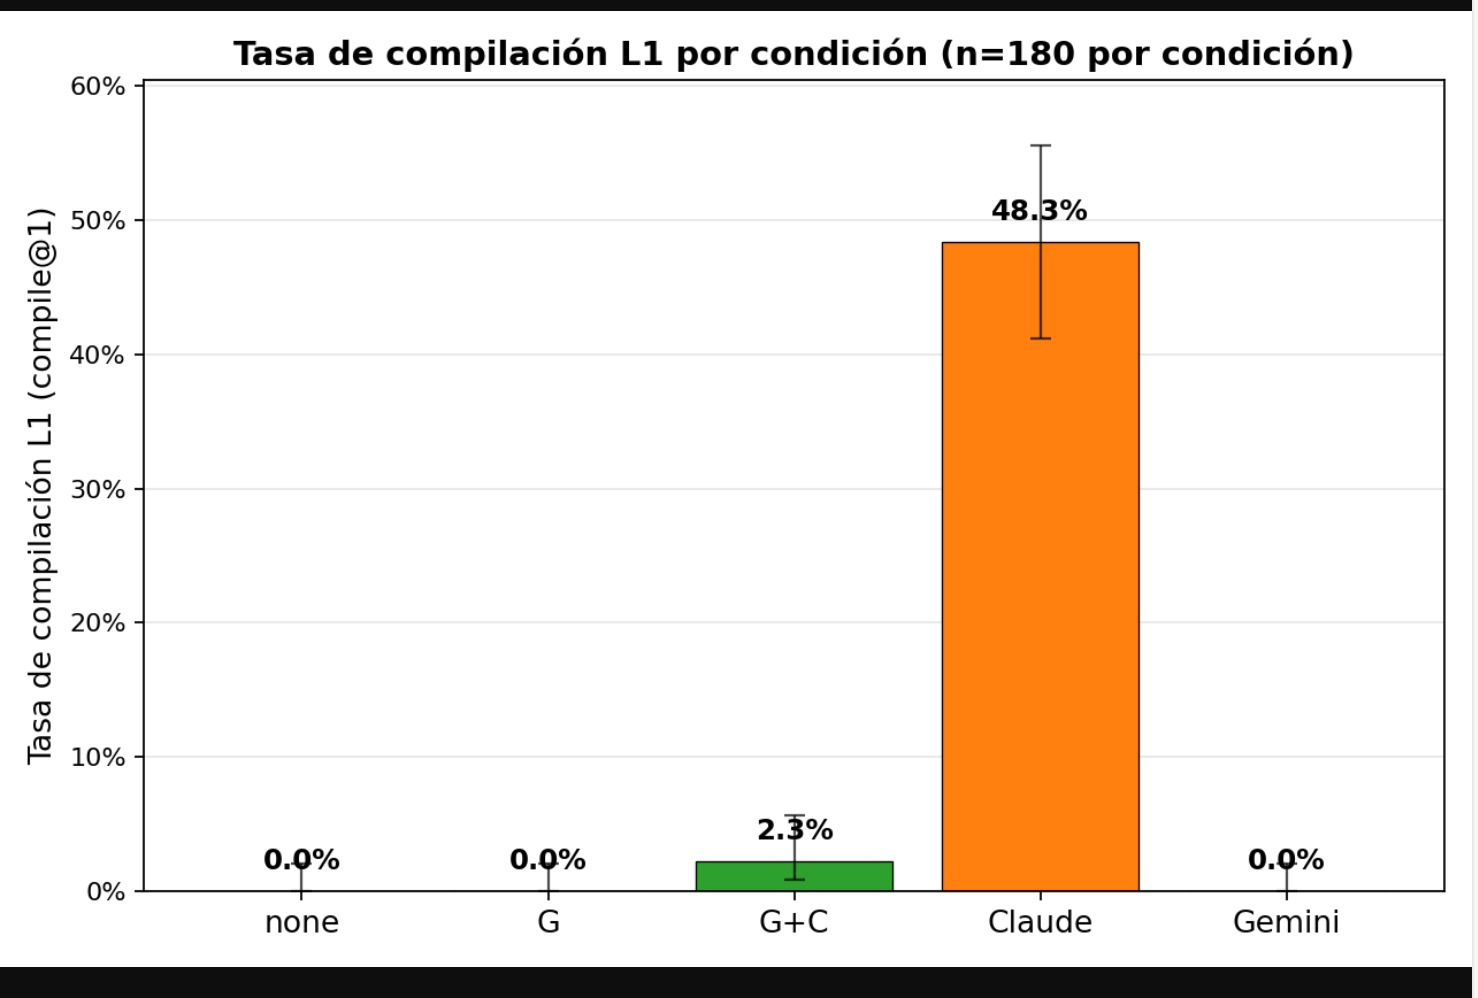 Tasa de compilación L1 por condición (n=180 por condición)
Tasa de compilación L1 (compile@1)
60%
50%
40%
30%
20%
10%
0%
0.0%
0.0%
2.3%
48.3%
0.0%
none
G
G+C
Claude
Gemini